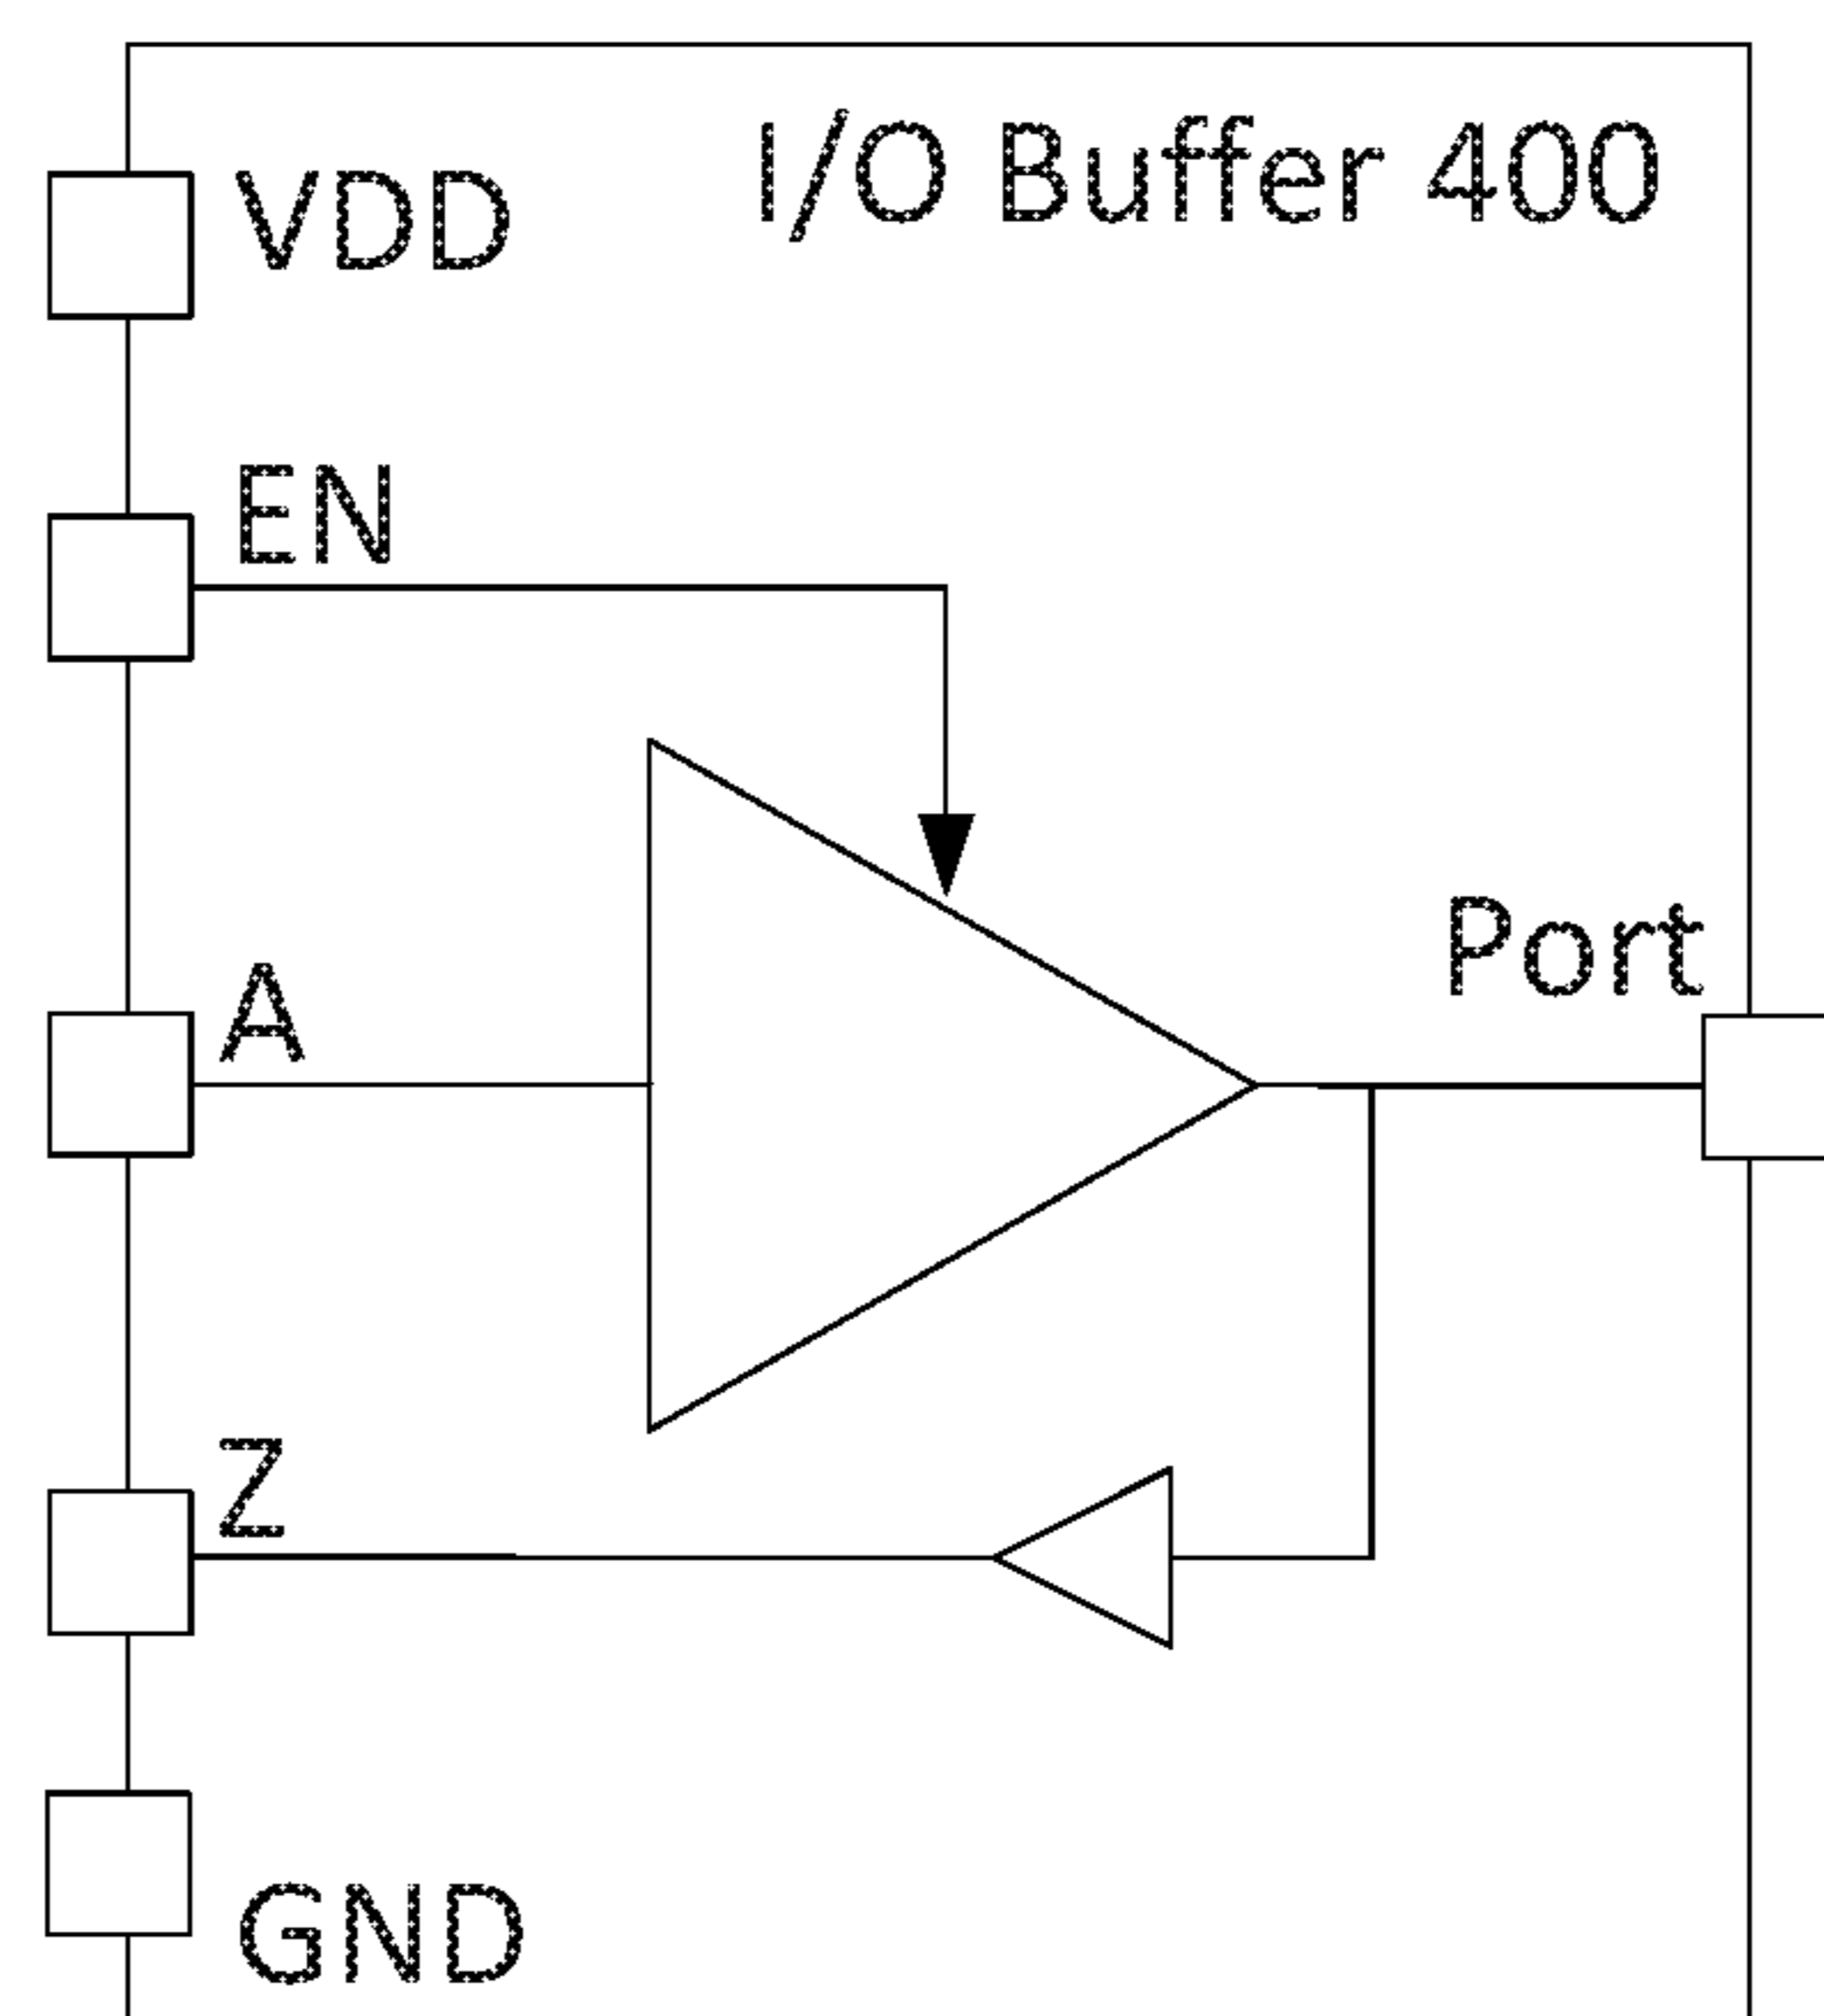 I/O Buffer 400
VDD
EN
A
Port
Z
GND